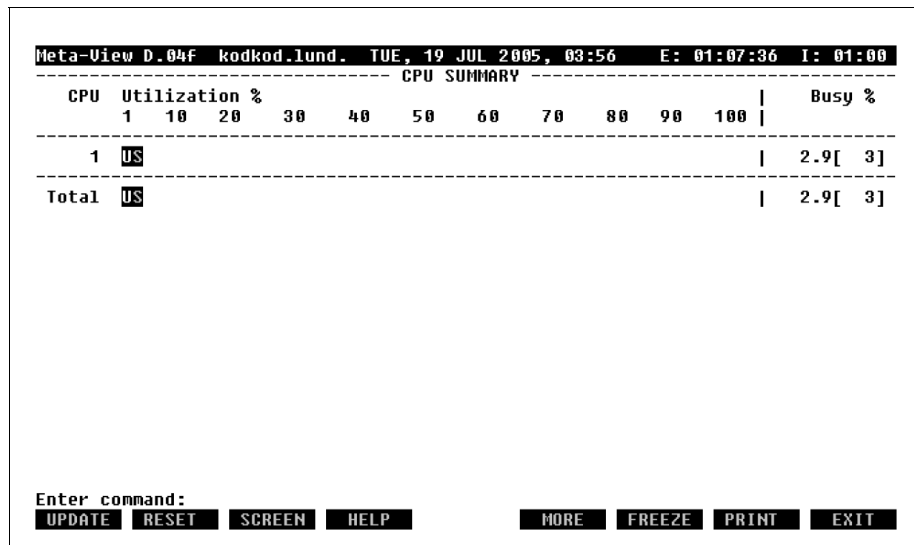 Meta-View D.04f kodkod.lund. TUE, 19 JUL 2005, 03:56 E: 01:07:36 I: 01:00
---------------------------------------- CPU SUMMARY ----------------------------------------
CPU Utilization % | Busy %
1 10 20 30 40 50 60 70 80 90 100 |
1 US | 2.9[ 3]
Total US | 2.9[ 3]
Enter command:
UPDATE RESET SCREEN HELP MORE FREEZE PRINT EXIT